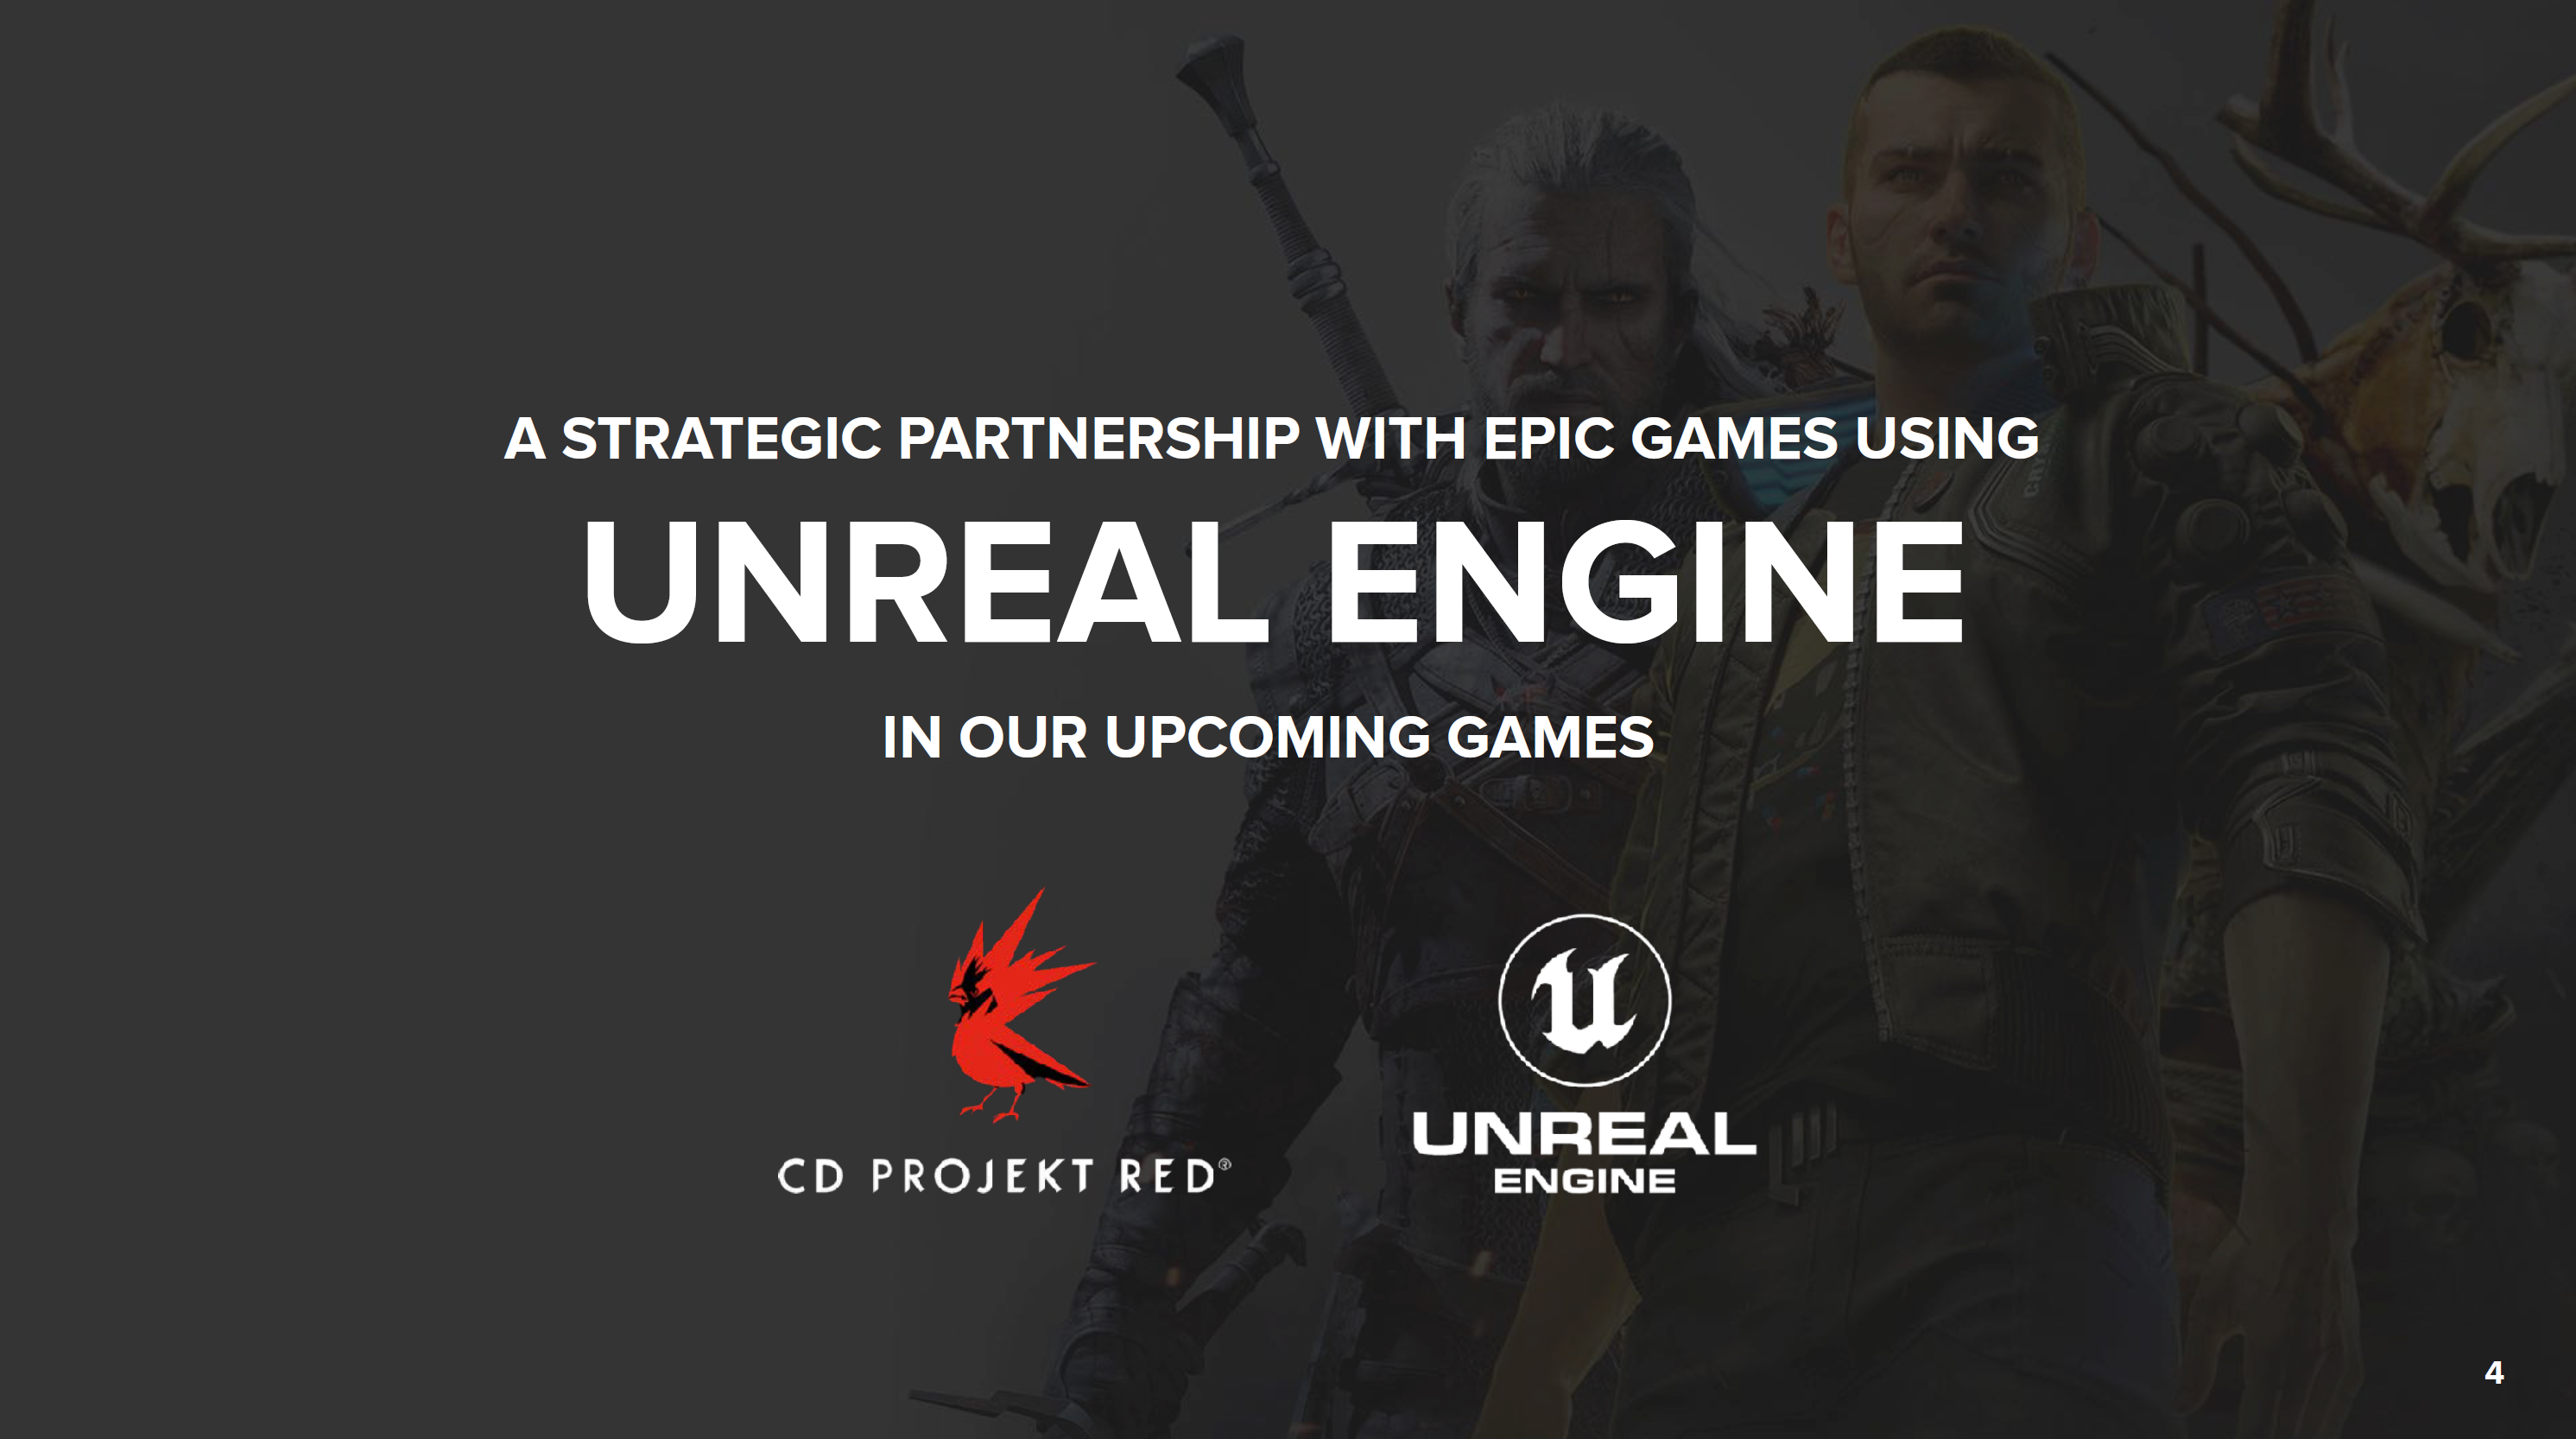 A STRATEGIC PARTNERSHIP WITH EPIC GAMES USING
UNREAL ENGINE
IN OUR UPCOMING GAMES
CD PROJEKT RED®
UNREAL
ENGINE
4